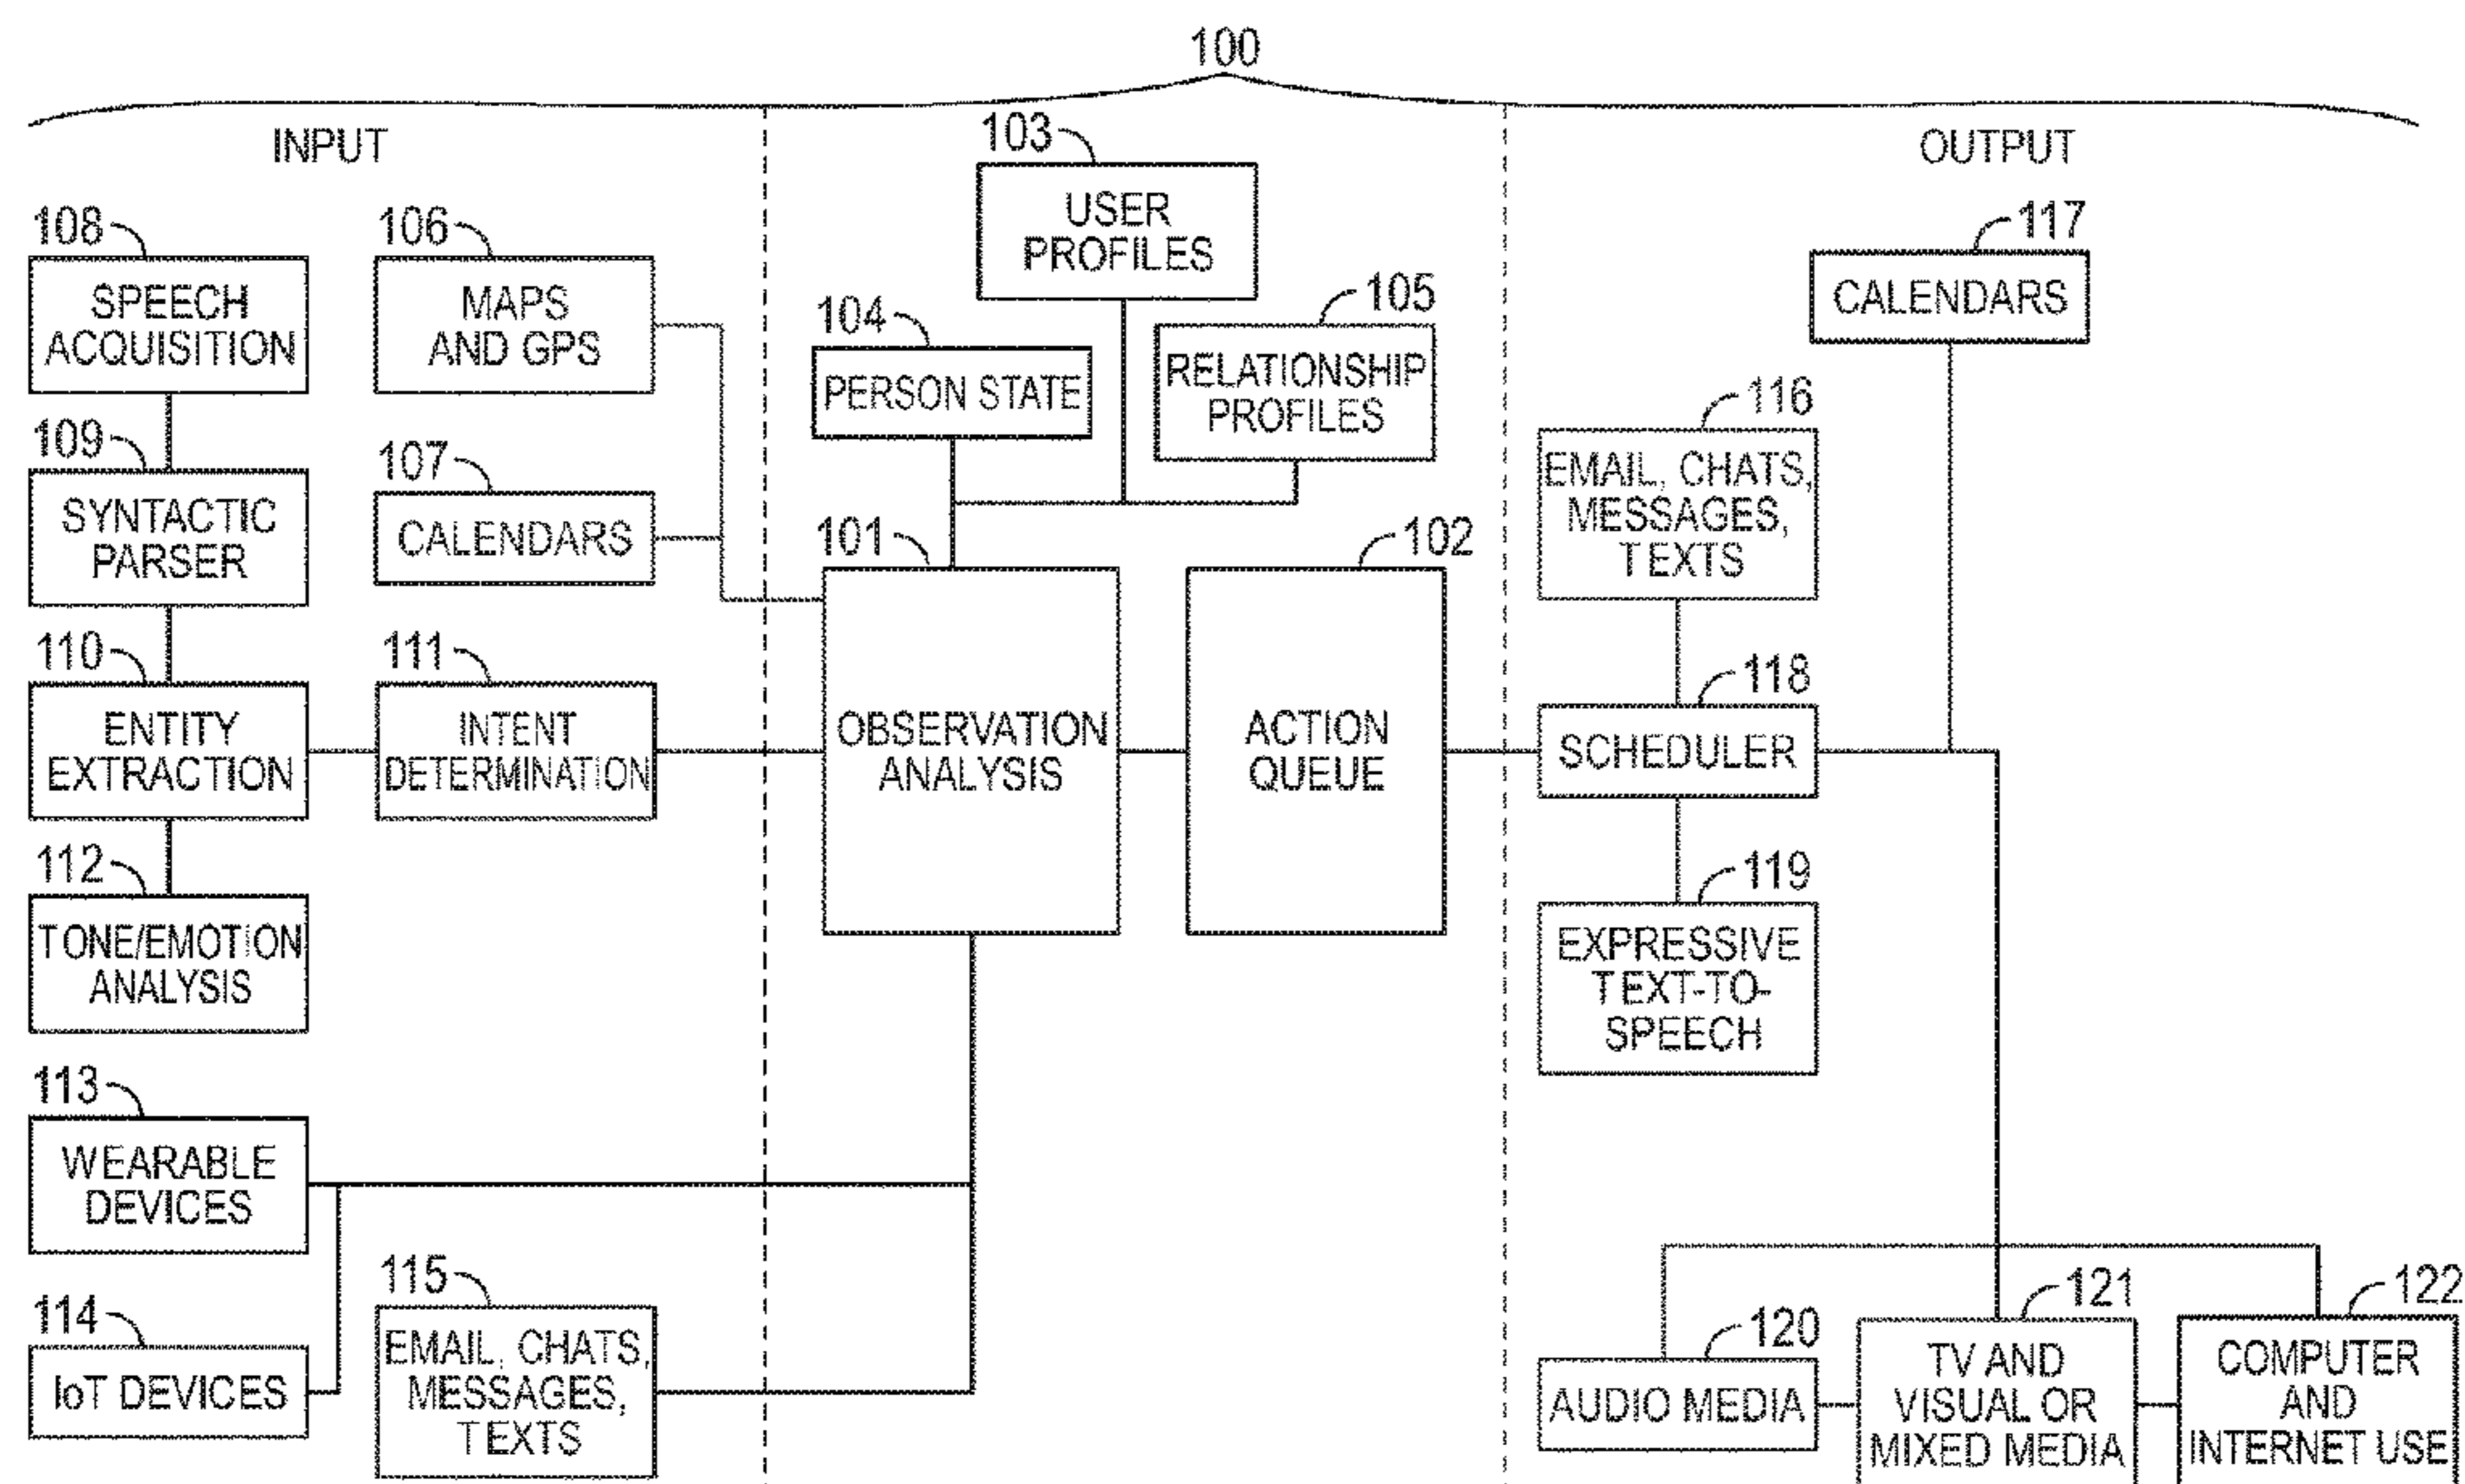 100
INPUT
OUTPUT
108
SPEECH
ACQUISITION
106
MAPS
AND GPS
109
SYNTACTIC
PARSER
107
CALENDARS
110
ENTITY
EXTRACTION
111
INTENT
DETERMINATION
112
TONE/EMOTION
ANALYSIS
113
WEARABLE
DEVICES
114
IoT DEVICES
115
EMAIL, CHATS,
MESSAGES,
TEXTS
103
USER
PROFILES
104
PERSON STATE
105
RELATIONSHIP
PROFILES
101
OBSERVATION
ANALYSIS
102
ACTION
QUEUE
117
CALENDARS
116
EMAIL, CHATS,
MESSAGES,
TEXTS
118
SCHEDULER
119
EXPRESSIVE
TEXT-TO-
SPEECH
120
AUDIO MEDIA
121
TV AND
VISUAL OR
MIXED MEDIA
122
COMPUTER
AND
INTERNET USE